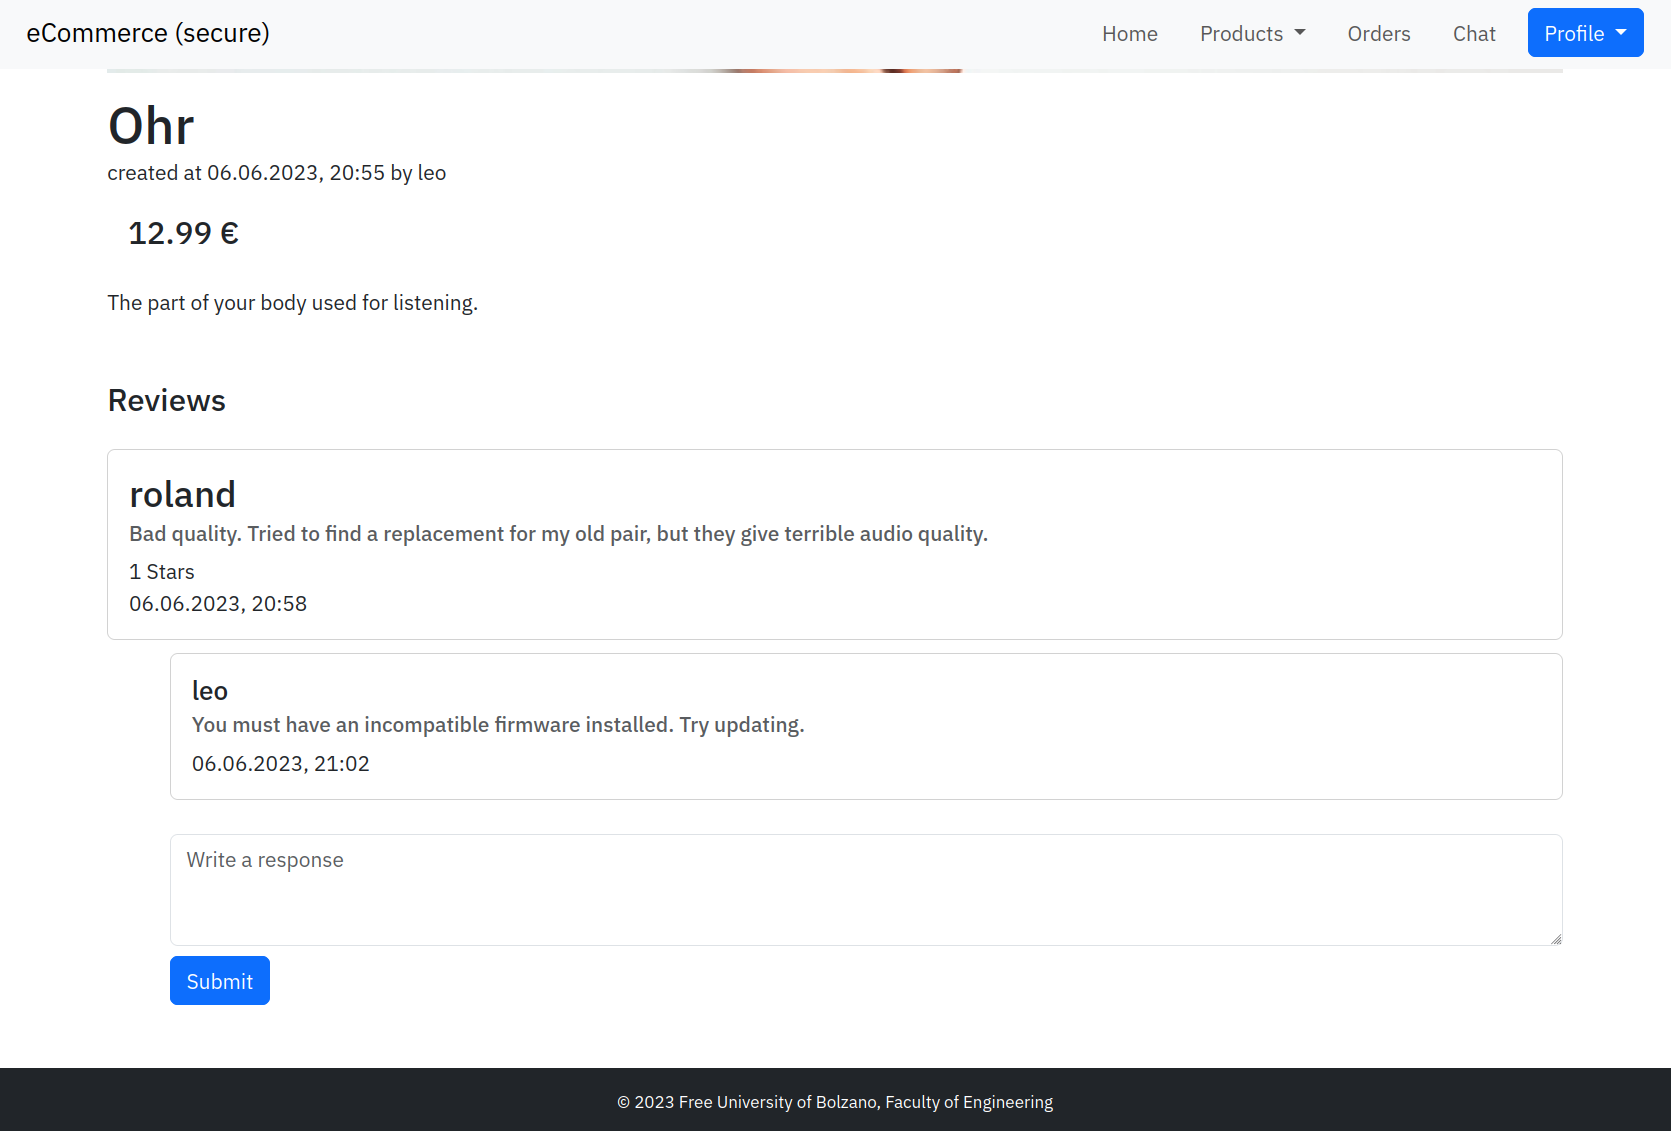 eCommerce (secure)
Home
Products
Orders
Chat
Profile
Ohr
created at 06.06.2023, 20:55 by leo
12.99 €
The part of your body used for listening.
Reviews
roland
Bad quality. Tried to find a replacement for my old pair, but they give terrible audio quality.
1 Stars
06.06.2023, 20:58
leo
You must have an incompatible firmware installed. Try updating.
06.06.2023, 21:02
Write a response
Submit
© 2023 Free University of Bolzano, Faculty of Engineering